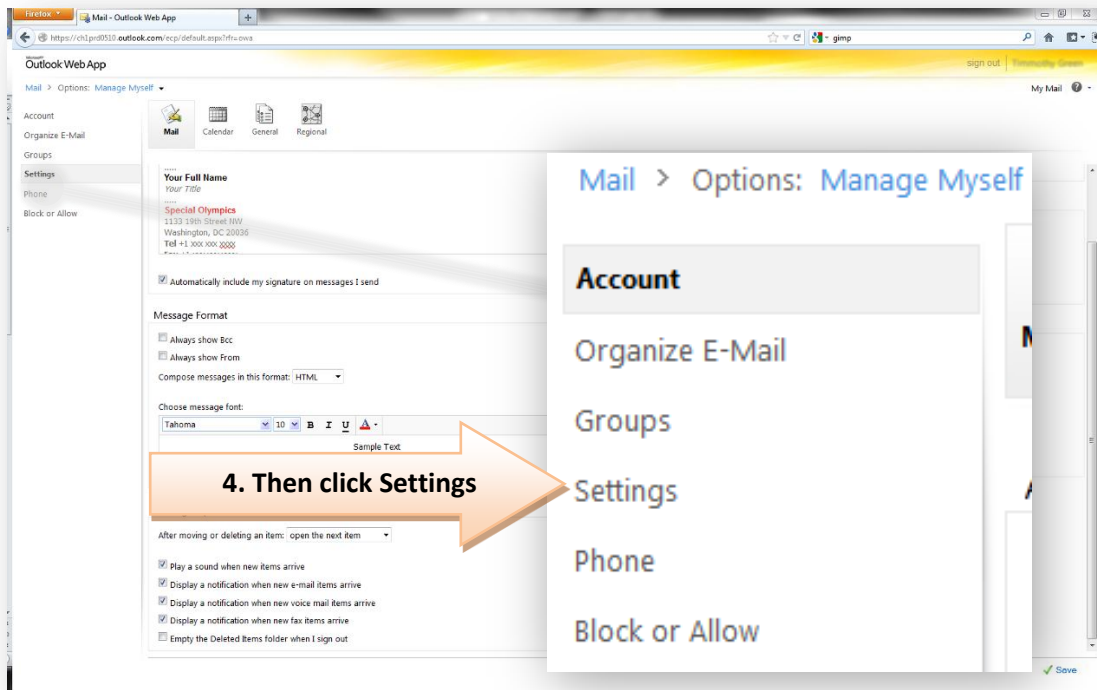 Firefox
Mail - Outlook Web App
https://ch1prd0510.outlook.com/ecp/default.aspx?rfr=owa
gimp
Microsoft
Outlook Web App
sign out
Mail > Options: Manage Myself
My Mail
Account
Organize E-Mail
Groups
Settings
Phone
Block or Allow
Mail
Calendar
General
Regional
Your Full Name
Your Title
Special Olympics
1133 19th Street NW
Washington, DC 20036
Tel +1 xxx xxx xxxx
Automatically include my signature on messages I send
Message Format
Always show Bcc
Always show From
Compose messages in this format: HTML
Choose message font:
Tahoma 10 B I U A
Sample Text
4. Then click Settings
After moving or deleting an item: open the next item
Play a sound when new items arrive
Display a notification when new e-mail items arrive
Display a notification when new voice mail items arrive
Display a notification when new fax items arrive
Empty the Deleted Items folder when I sign out
Mail > Options: Manage Myself
Account
Organize E-Mail
Groups
Settings
Phone
Block or Allow
Save